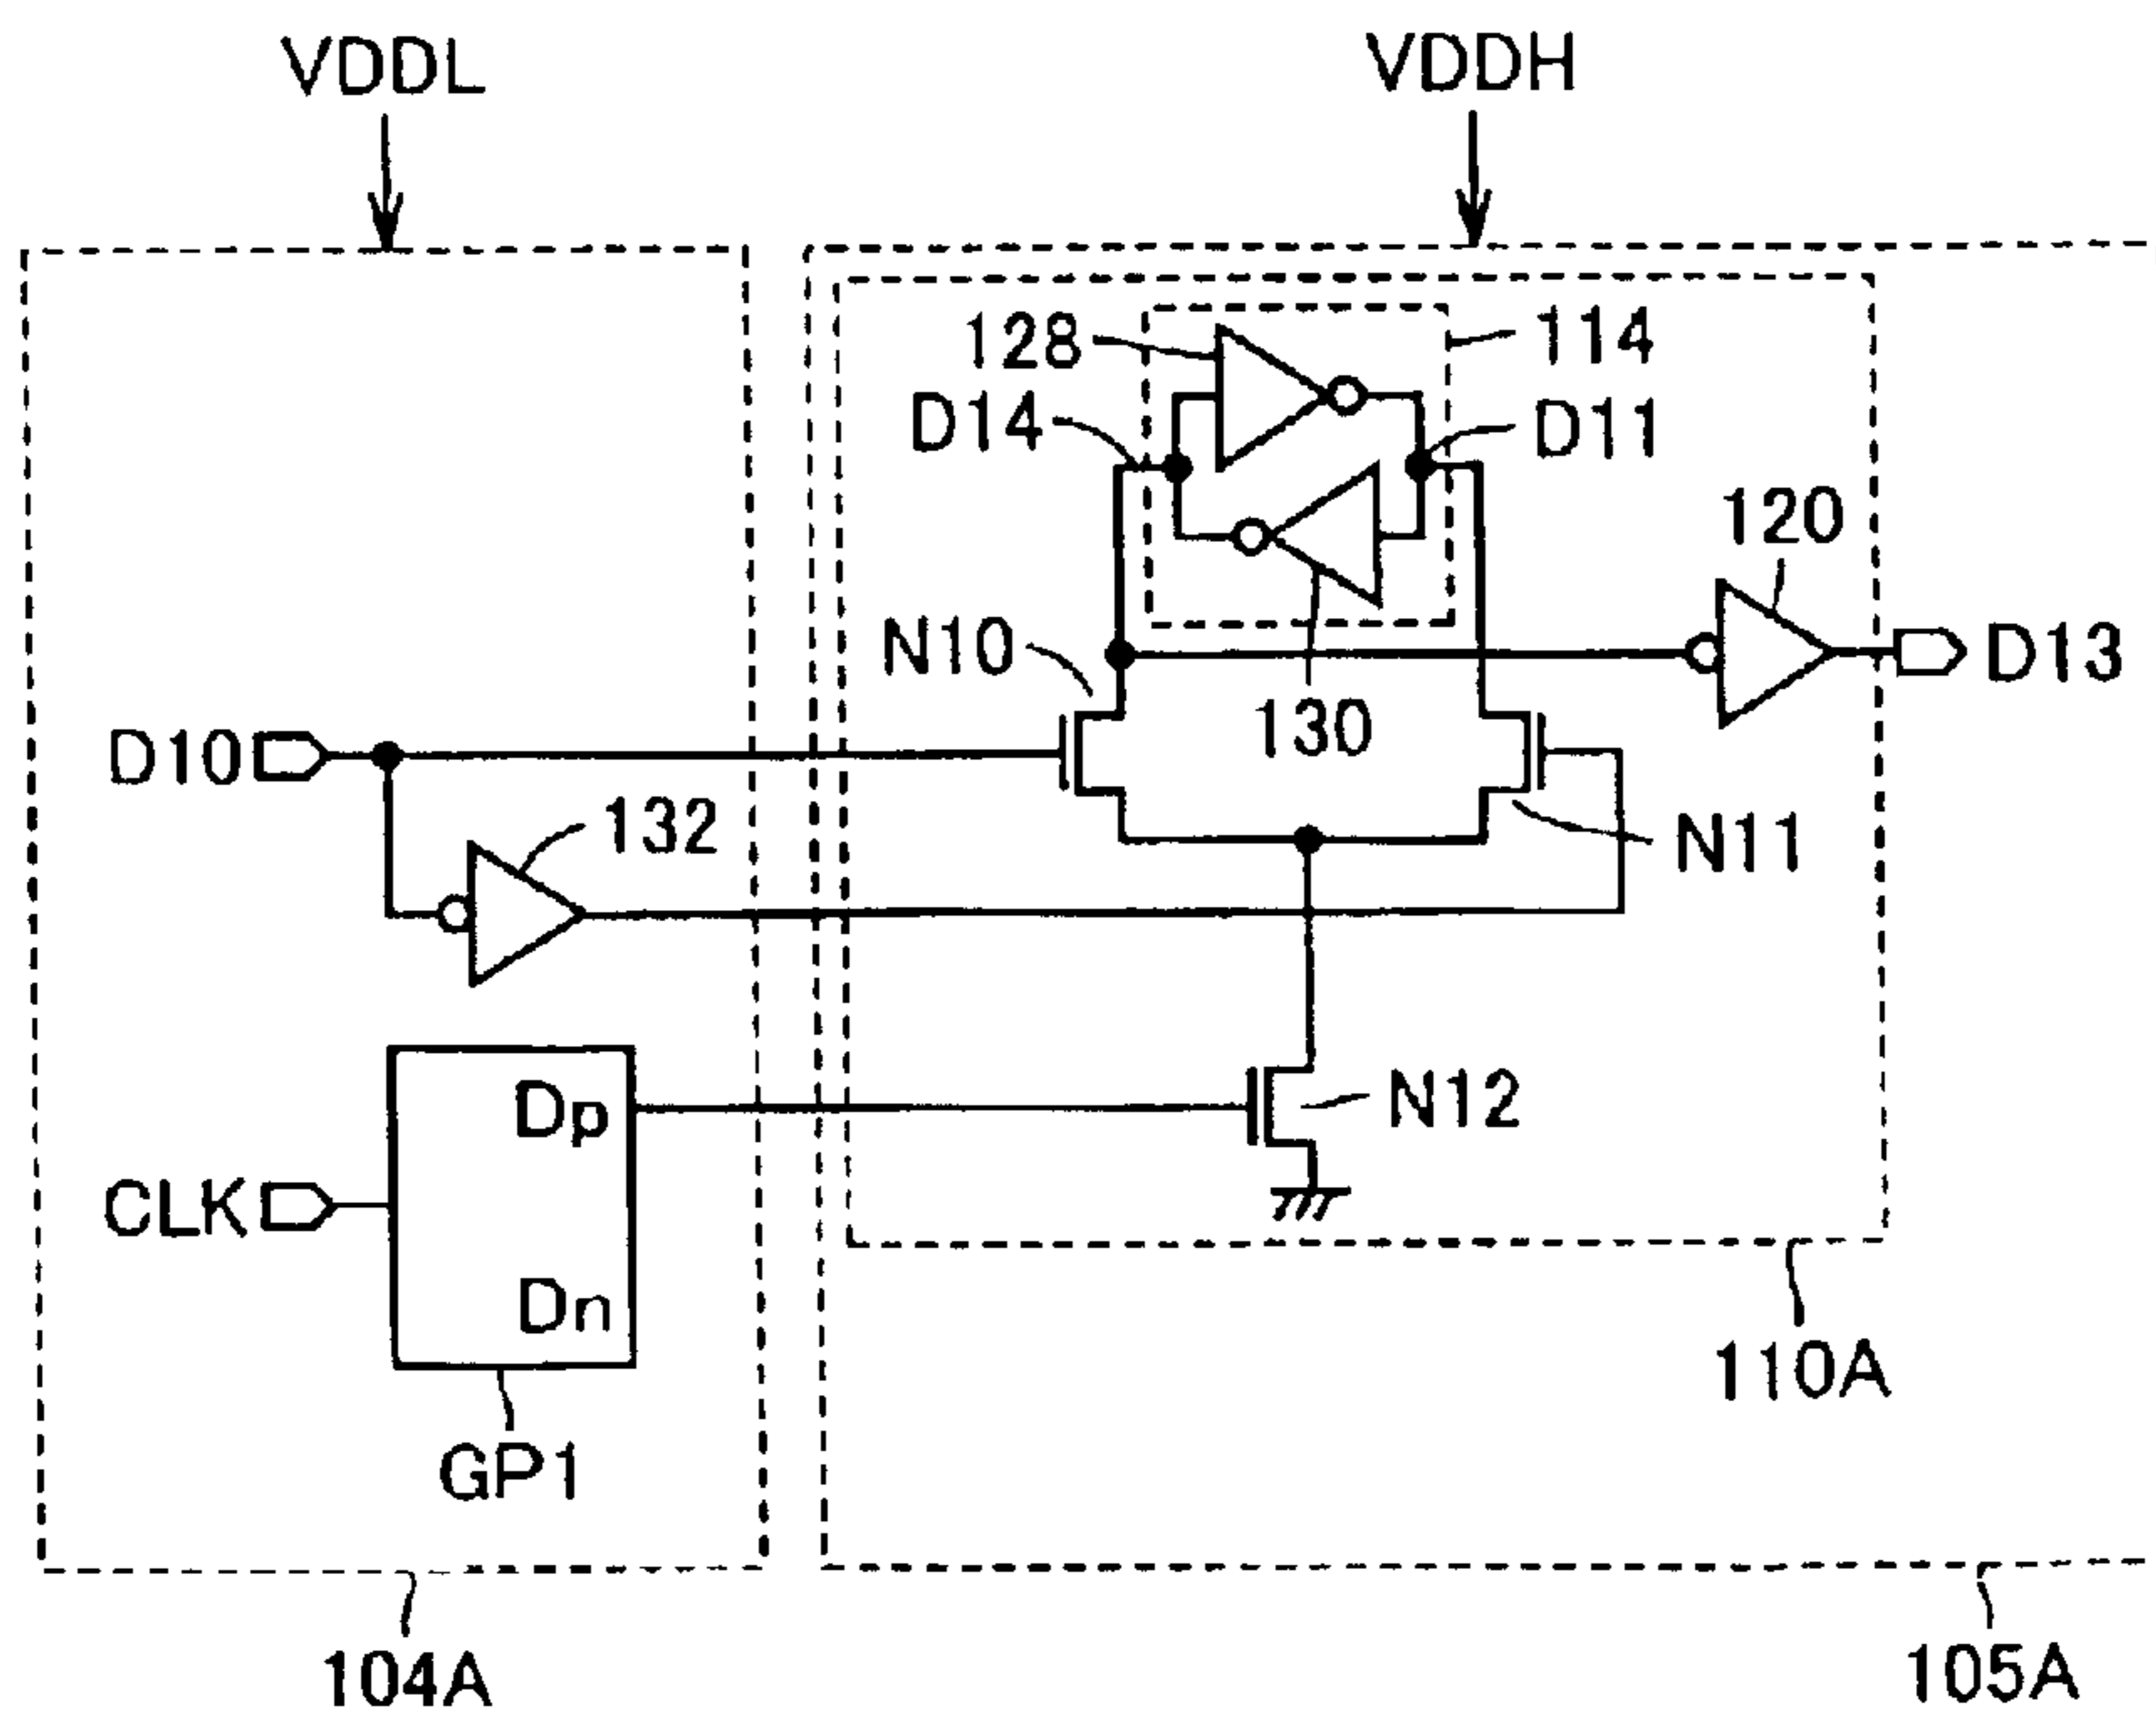 VDDL
VDDH
128
114
D14
D11
120
N10
D13
130
D10
132
N11
Dp
N12
CLK
Dn
110A
GP1
104A
105A